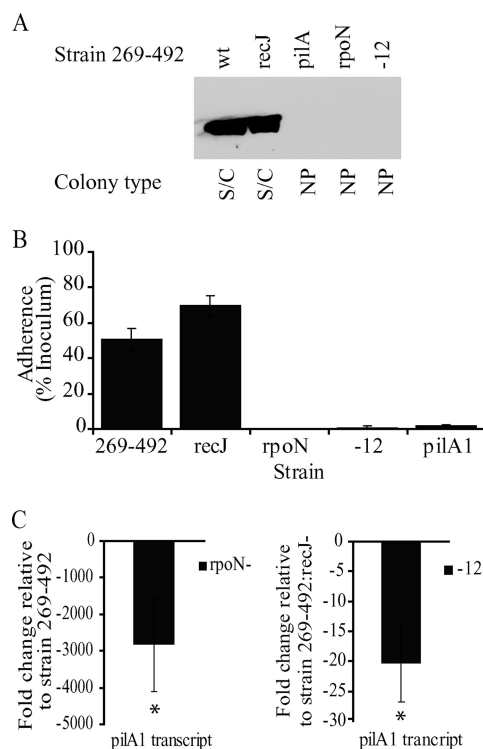 A
Strain 269-492 wt recJ pilA rpoN -12
Colony type S/C S/C NP NP NP
B
Adherence
(% Inoculum)
100
80
60
40
20
0
269-492 recJ rpoN -12 pilA1
Strain
C
Fold change relative
to strain 269-492
0
-1000
-2000
-3000
-4000
-5000
rpoN-
*
pilA1 transcript
Fold change relative
to strain 269-492:recJ-
0
-5
-10
-15
-20
-25
-30
-12
*
pilA1 transcript